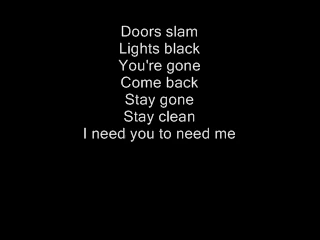 Doors slam
Lights black
You're gone
Come back
Stay gone
Stay clean
I need you to need me